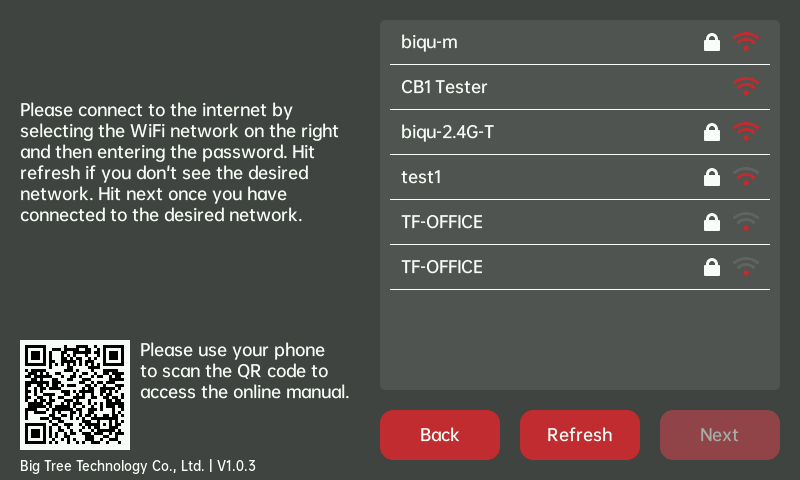 Please connect to the internet by
selecting the WiFi network on the right
and then entering the password. Hit
refresh if you don't see the desired
network. Hit next once you have
connected to the desired network.
Please use your phone
to scan the QR code to
access the online manual.
Big Tree Technology Co., Ltd. | V1.0.3
biqu-m
CB1 Tester
biqu-2.4G-T
test1
TF-OFFICE
TF-OFFICE
Back
Refresh
Next